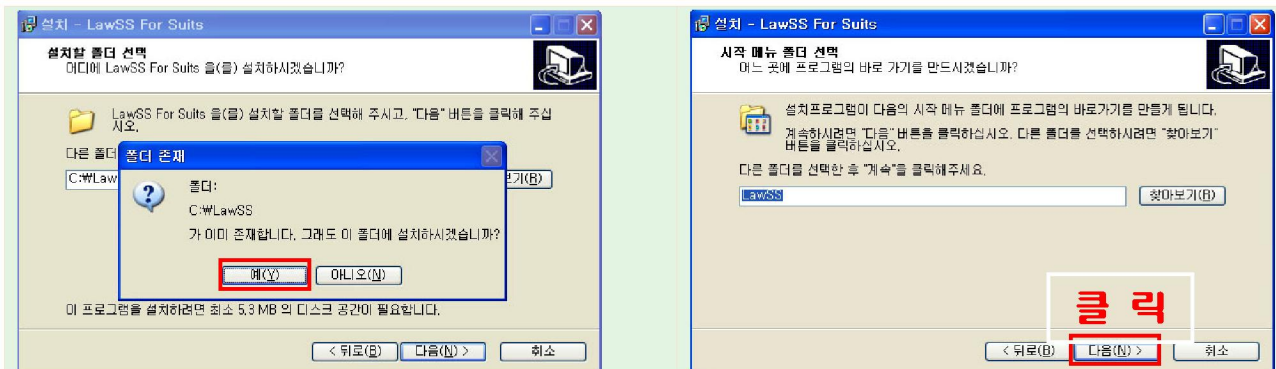 설치 - LawSS For Suits
설치할 폴더 선택
어디에 LawSS For Suits 을(를) 설치하시겠습니까?
LawSS For Suits 을(를) 설치할 폴더를 선택해 주시고, "다음" 버튼을 클릭해 주십
시오.
다른 폴더
C:₩Law
보기(R)
폴더 존재
폴더:
C:₩LawSS
가 이미 존재합니다. 그래도 이 폴더에 설치하시겠습니까?
예(Y)
아니오(N)
이 프로그램을 설치하려면 최소 5.3 MB 의 디스크 공간이 필요합니다.
< 뒤로(B) 다음(N) > 취소
설치 - LawSS For Suits
시작 메뉴 폴더 선택
어느 곳에 프로그램의 바로 가기를 만드시겠습니까?
설치프로그램이 다음의 시작 메뉴 폴더에 프로그램의 바로가기를 만들게 됩니다.
계속하시려면 "다음" 버튼을 클릭하십시오. 다른 폴더를 선택하시려면 "찾아보기"
버튼을 클릭하십시오.
다른 폴더를 선택한 후 "계속"을 클릭해주세요.
LawSS
찾아보기(R)
클 릭
< 뒤로(B) 다음(N) > 취소